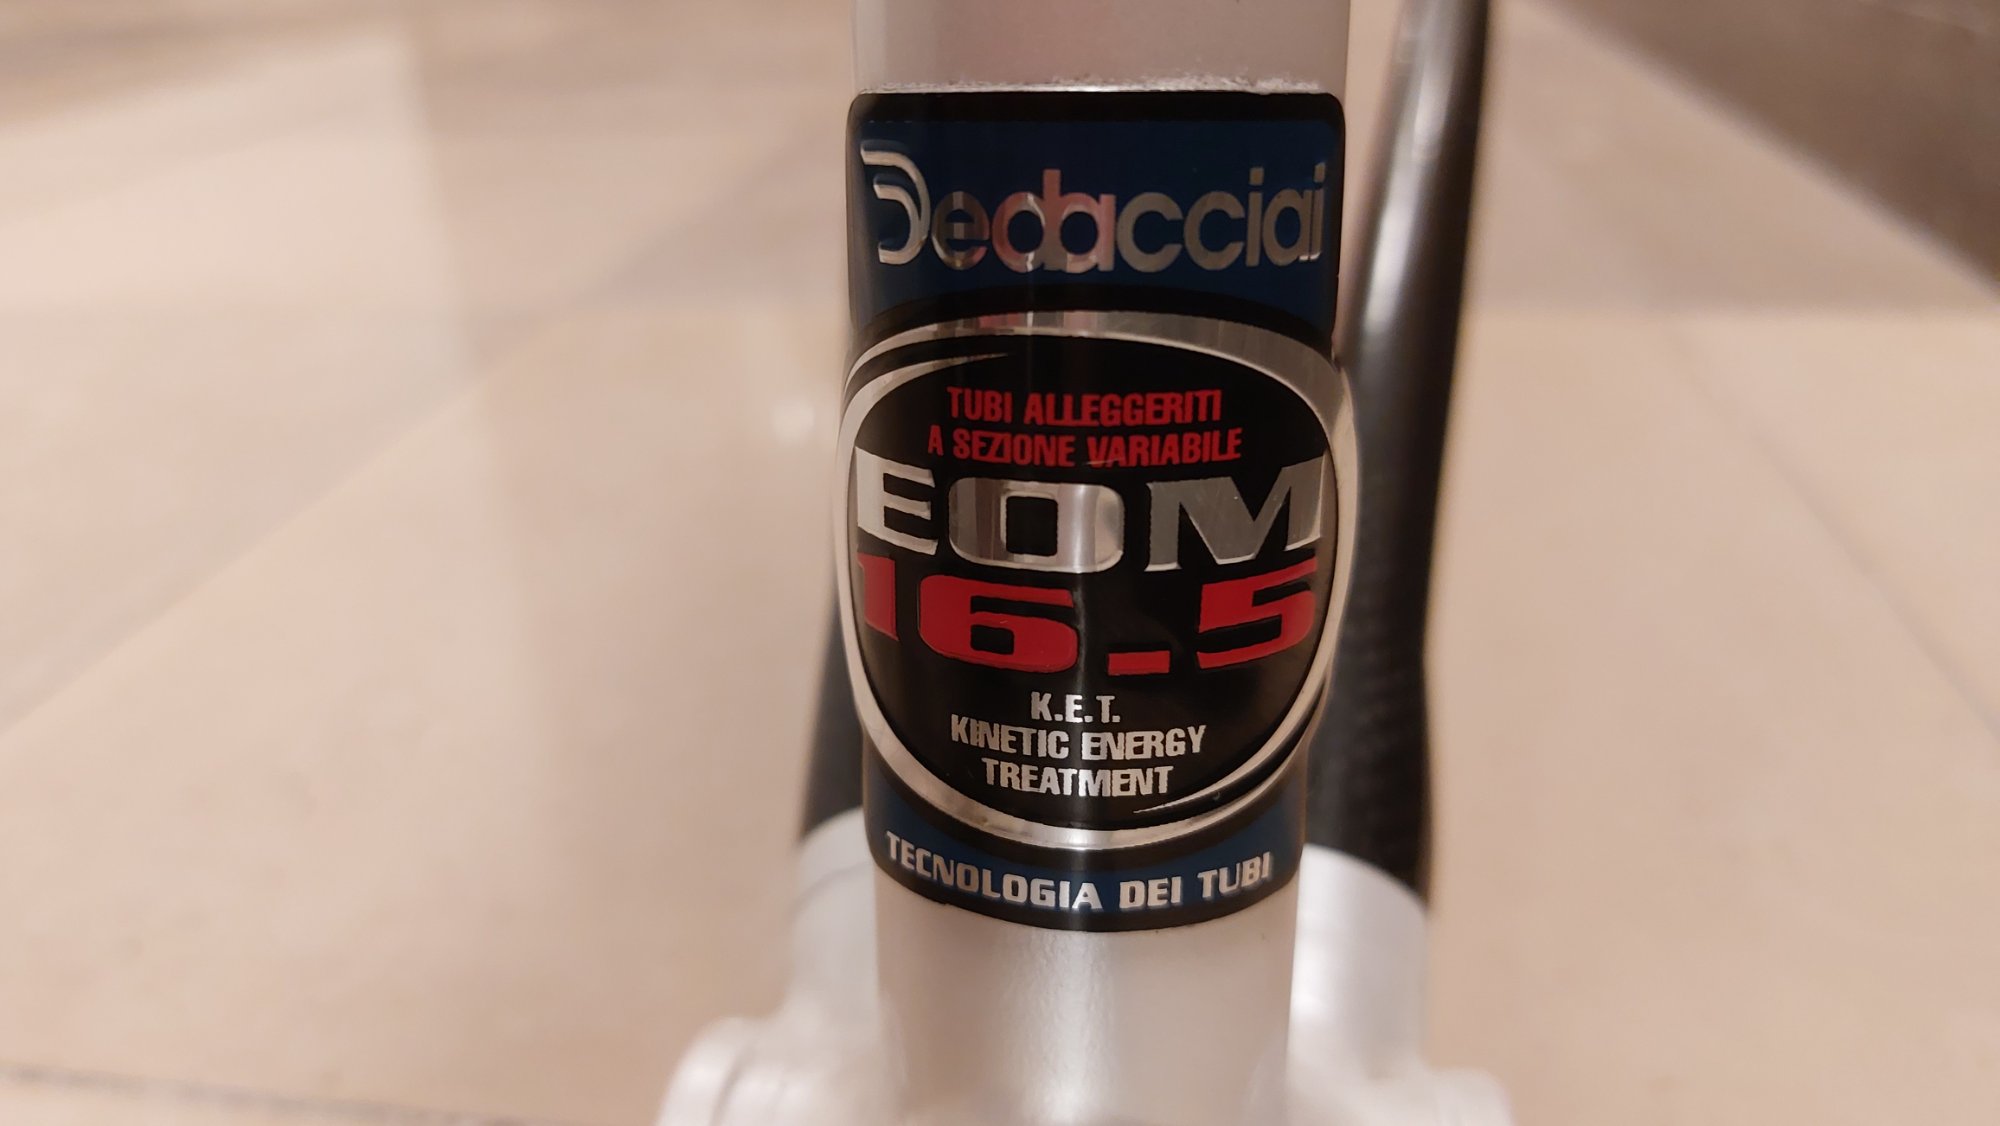 Dedacciai
TUBI ALLEGGERITI
A SEZIONE VARIABILE
EOM
16.5
K.E.T.
KINETIC ENERGY
TREATMENT
TECNOLOGIA DEI TUBI